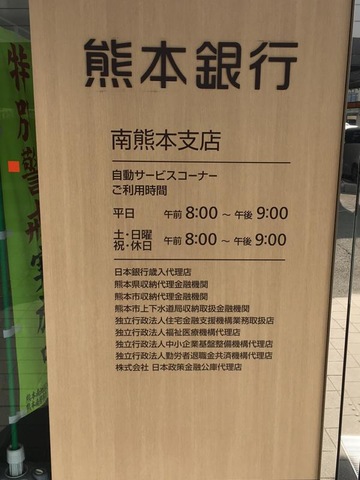 熊本銀行
南熊本支店
自動サービスコーナー
ご利用時間
平日 午前 8:00 ～ 午後 9:00
土・日曜
祝・休日 午前 8:00 ～ 午後 9:00
日本銀行歳入代理店
熊本県収納代理金融機関
熊本市収納代理金融機関
熊本市上下水道局収納取扱金融機関
独立行政法人住宅金融支援機構業務取扱店
独立行政法人福祉医療機構代理店
独立行政法人中小企業基盤整備機構代理店
独立行政法人勤労者退職金共済機構代理店
株式会社 日本政策金融公庫代理店
特別警戒実施中